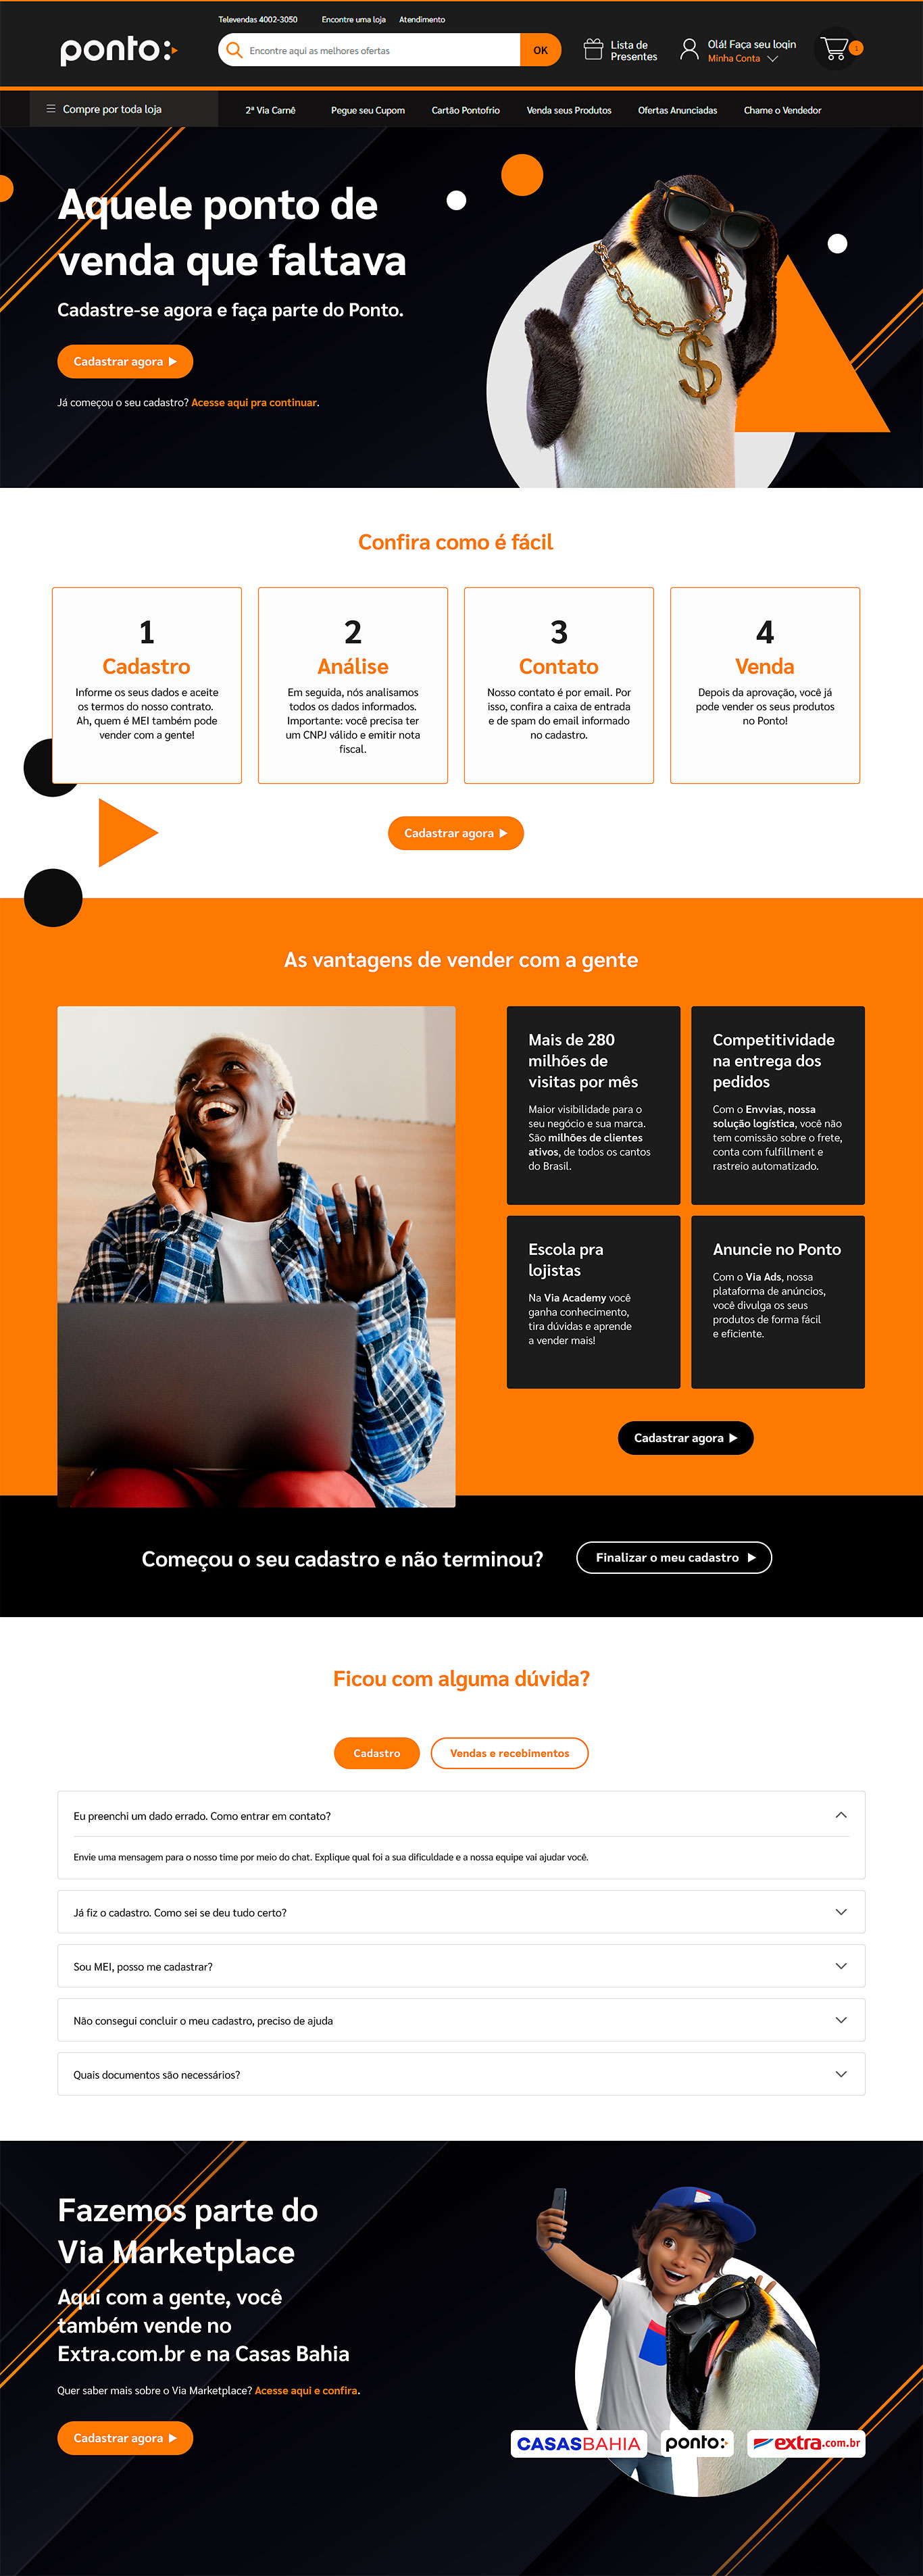 Televendas 4002-3050 Encontre uma loja Atendimento
ponto:
Encontre aqui as melhores ofertas
OK
Lista de
Presentes
Olá! Faça seu login
Minha Conta
1
Compre por toda loja
2ª Via Carnê Pegue seu Cupom Cartão Pontofrio Venda seus Produtos Ofertas Anunciadas Chame o Vendedor
Aquele ponto de
venda que faltava
Cadastre-se agora e faça parte do Ponto.
Cadastrar agora
Já começou o seu cadastro? Acesse aqui pra continuar.
$
Confira como é fácil
1
Cadastro
Informe os seus dados e aceite
os termos do nosso contrato.
Ah, quem é MEI também pode
vender com a gente!
2
Análise
Em seguida, nós analisamos
todos os dados informados.
Importante: você precisa ter
um CNPJ válido e emitir nota
fiscal.
3
Contato
Nosso contato é por email. Por
isso, confira a caixa de entrada
e de spam do email informado
no cadastro.
4
Venda
Depois da aprovação, você já
pode vender os seus produtos
no Ponto!
Cadastrar agora
As vantagens de vender com a gente
Mais de 280
milhões de
visitas por mês
Maior visibilidade para o
seu negócio e sua marca.
São milhões de clientes
ativos, de todos os cantos
do Brasil.
Competitividade
na entrega dos
pedidos
Com o Envvias, nossa
solução logística, você não
tem comissão sobre o frete,
conta com fulfillment e
rastreio automatizado.
Escola pra
lojistas
Na Via Academy você
ganha conhecimento,
tira dúvidas e aprende
a vender mais!
Anuncie no Ponto
Com o Via Ads, nossa
plataforma de anúncios,
você divulga os seus
produtos de forma fácil
e eficiente.
Cadastrar agora
Começou o seu cadastro e não terminou?
Finalizar o meu cadastro
Ficou com alguma dúvida?
Cadastro
Vendas e recebimentos
Eu preenchi um dado errado. Como entrar em contato?
Envie uma mensagem para o nosso time por meio do chat. Explique qual foi a sua dificuldade e a nossa equipe vai ajudar você.
Já fiz o cadastro. Como sei se deu tudo certo?
Sou MEI, posso me cadastrar?
Não consegui concluir o meu cadastro, preciso de ajuda
Quais documentos são necessários?
Fazemos parte do
Via Marketplace
Aqui com a gente, você
também vende no
Extra.com.br e na Casas Bahia
Quer saber mais sobre o Via Marketplace? Acesse aqui e confira.
Cadastrar agora
CASASBAHIA
ponto:
extra.com.br